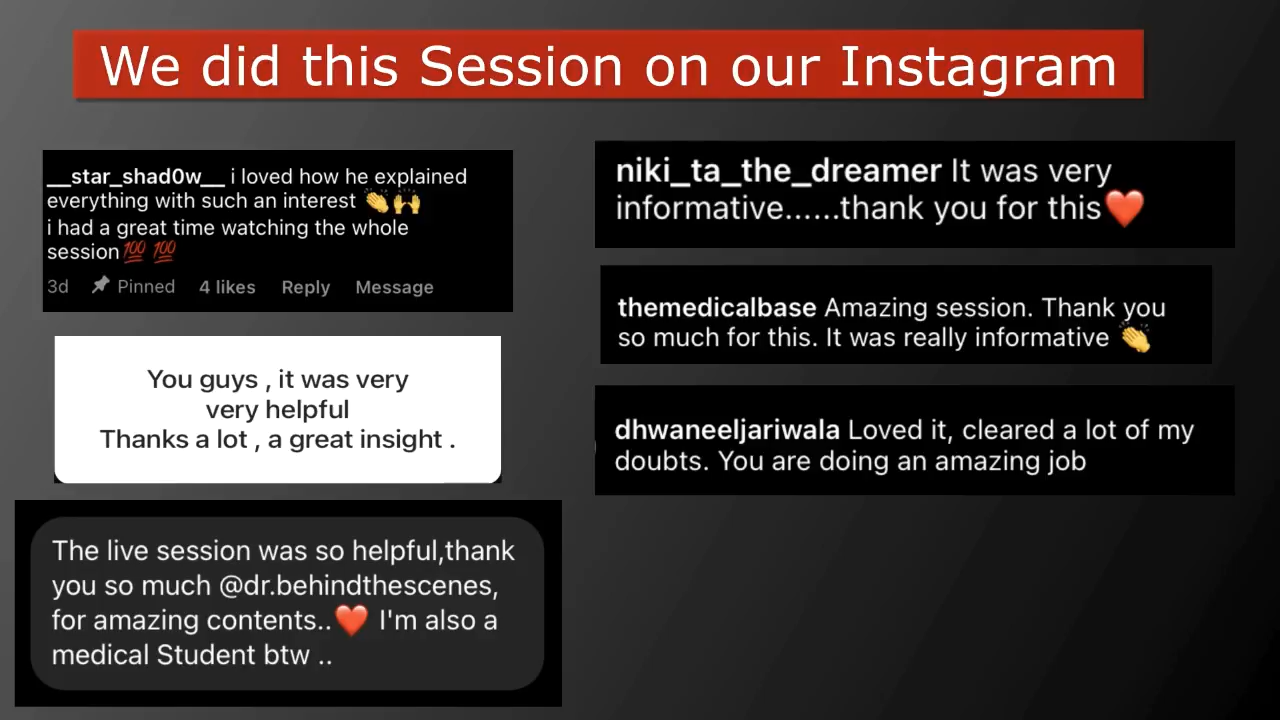 We did this Session on our Instagram
__star_shad0w__ i loved how he explained
everything with such an interest 👏🙌
i had a great time watching the whole
session💯 💯
3d Pinned 4 likes Reply Message
You guys , it was very
very helpful
Thanks a lot , a great insight .
The live session was so helpful,thank
you so much @dr.behindthescenes,
for amazing contents..❤️ I'm also a
medical Student btw ..
niki_ta_the_dreamer It was very
informative......thank you for this❤️
themedicalbase Amazing session. Thank you
so much for this. It was really informative 👏
dhwaneeljariwala Loved it, cleared a lot of my
doubts. You are doing an amazing job